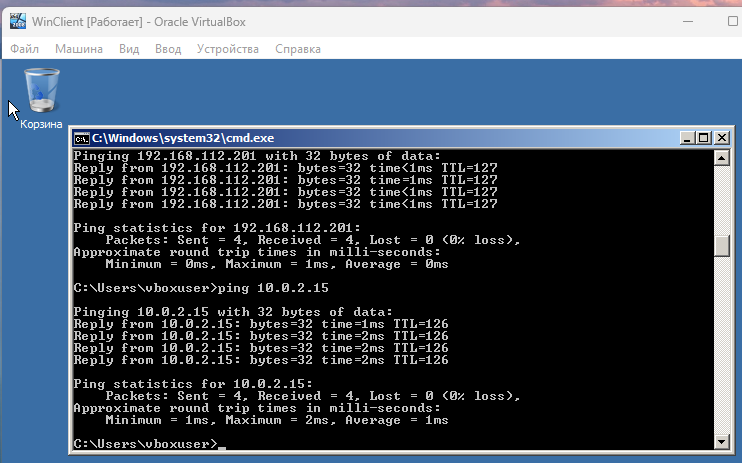 WinClient [Работает] - Oracle VirtualBox
Файл Машина Вид Ввод Устройства Справка
Корзина
C:\Windows\system32\cmd.exe
Pinging 192.168.112.201 with 32 bytes of data:
Reply from 192.168.112.201: bytes=32 time<1ms TTL=127
Reply from 192.168.112.201: bytes=32 time<1ms TTL=127
Reply from 192.168.112.201: bytes=32 time<1ms TTL=127
Reply from 192.168.112.201: bytes=32 time<1ms TTL=127
Ping statistics for 192.168.112.201:
Packets: Sent = 4, Received = 4, Lost = 0 (0% loss),
Approximate round trip times in milli-seconds:
Minimum = 0ms, Maximum = 1ms, Average = 0ms
C:\Users\vboxuser>ping 10.0.2.15
Pinging 10.0.2.15 with 32 bytes of data:
Reply from 10.0.2.15: bytes=32 time=1ms TTL=126
Reply from 10.0.2.15: bytes=32 time=2ms TTL=126
Reply from 10.0.2.15: bytes=32 time=2ms TTL=126
Reply from 10.0.2.15: bytes=32 time=2ms TTL=126
Ping statistics for 10.0.2.15:
Packets: Sent = 4, Received = 4, Lost = 0 (0% loss),
Approximate round trip times in milli-seconds:
Minimum = 1ms, Maximum = 2ms, Average = 1ms
C:\Users\vboxuser>_